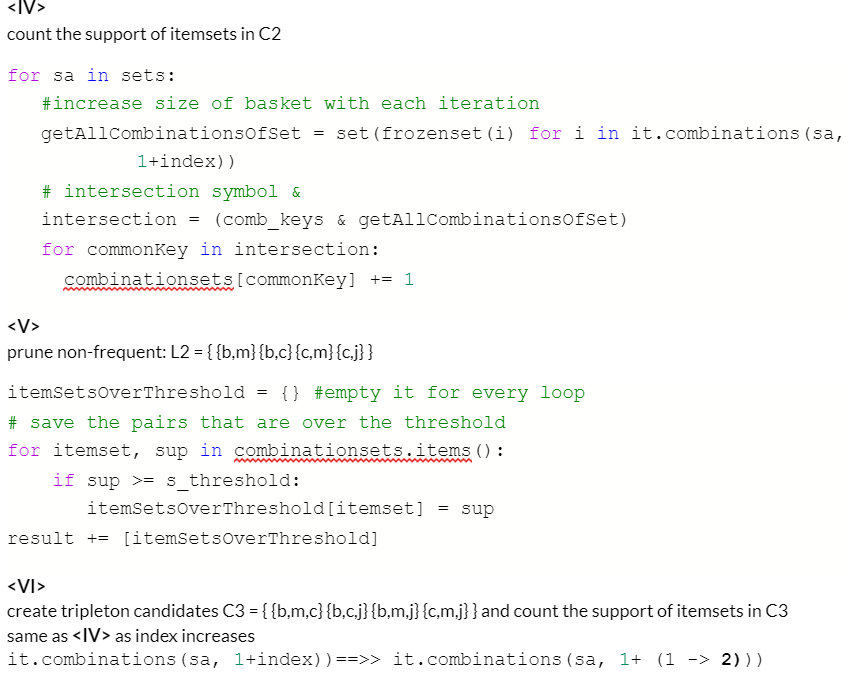 <IV>
count the support of itemsets in C2
for sa in sets:
#increase size of basket with each iteration
getAllCombinationsOfSet = set(frozenset(i) for i in it.combinations(sa,
1+index))
# intersection symbol &
intersection = (comb_keys & getAllCombinationsOfSet)
for commonKey in intersection:
combinationsets[commonKey] += 1
<V>
prune non-frequent: L2 = { {b,m} {b,c} {c,m} {c,j} }
itemSetsOverThreshold = {} #empty it for every loop
# save the pairs that are over the threshold
for itemset, sup in combinationsets.items():
if sup >= s_threshold:
itemSetsOverThreshold[itemset] = sup
result += [itemSetsOverThreshold]
<VI>
create tripleton candidates C3 = { {b,m,c} {b,c,j} {b,m,j} {c,m,j} } and count the support of itemsets in C3
same as <IV> as index increases
it.combinations(sa, 1+index))==>> it.combinations(sa, 1+ (1 -> 2)))